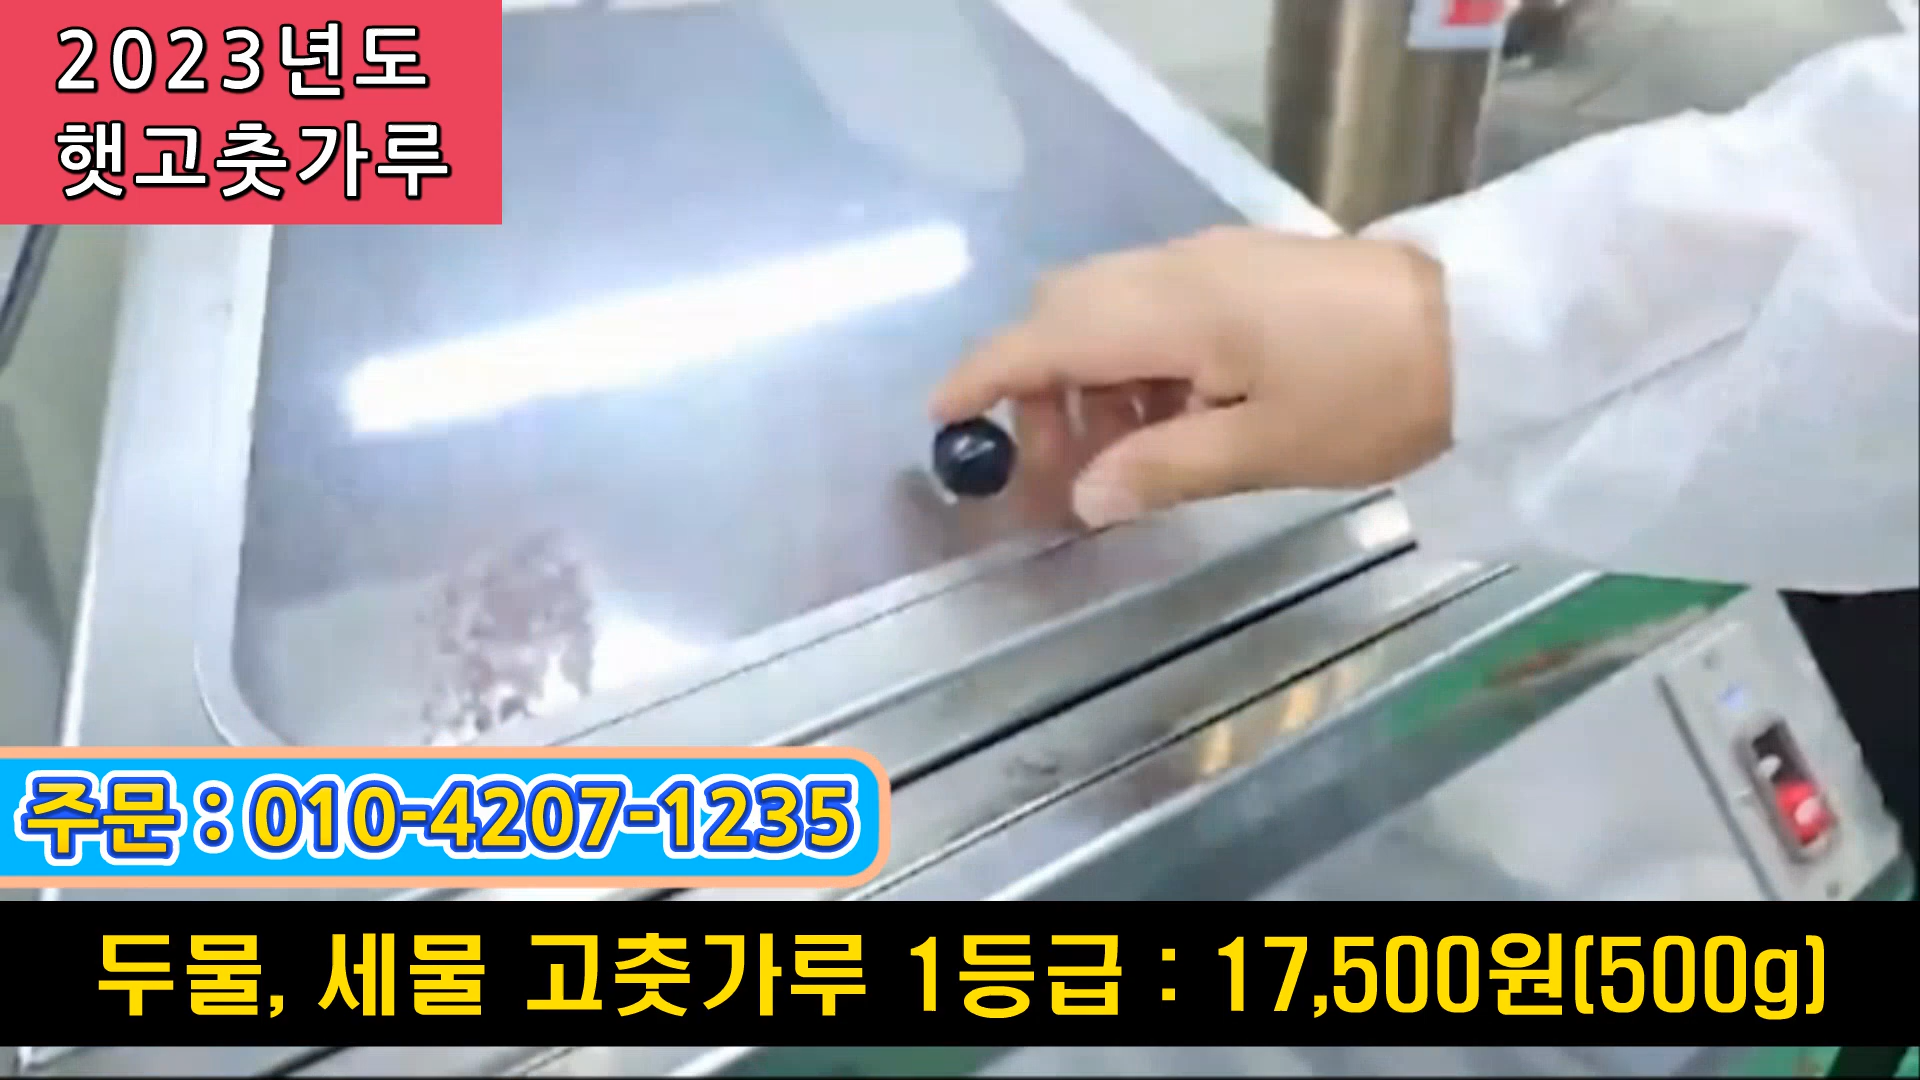 2023년도
햇고춧가루
주문 : 010-4207-1235
두물, 세물 고춧가루 1등급 : 17,500원(500g)